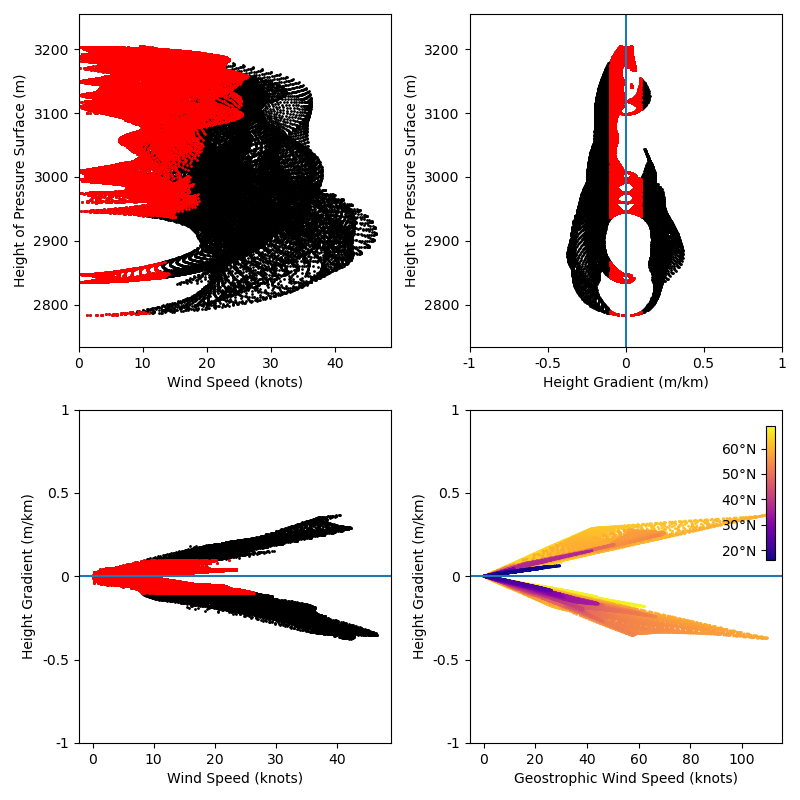 3200
3100
3000
2900
2800
Height of Pressure Surface (m)
0 10 20 30 40
Wind Speed (knots)
3200
3100
3000
2900
2800
Height of Pressure Surface (m)
-1 -0.5 0 0.5 1
Height Gradient (m/km)
1
0.5
0
-0.5
-1
Height Gradient (m/km)
0 10 20 30 40
Wind Speed (knots)
1
0.5
0
-0.5
-1
Height Gradient (m/km)
60°N
50°N
40°N
30°N
20°N
0 20 40 60 80 100
Geostrophic Wind Speed (knots)